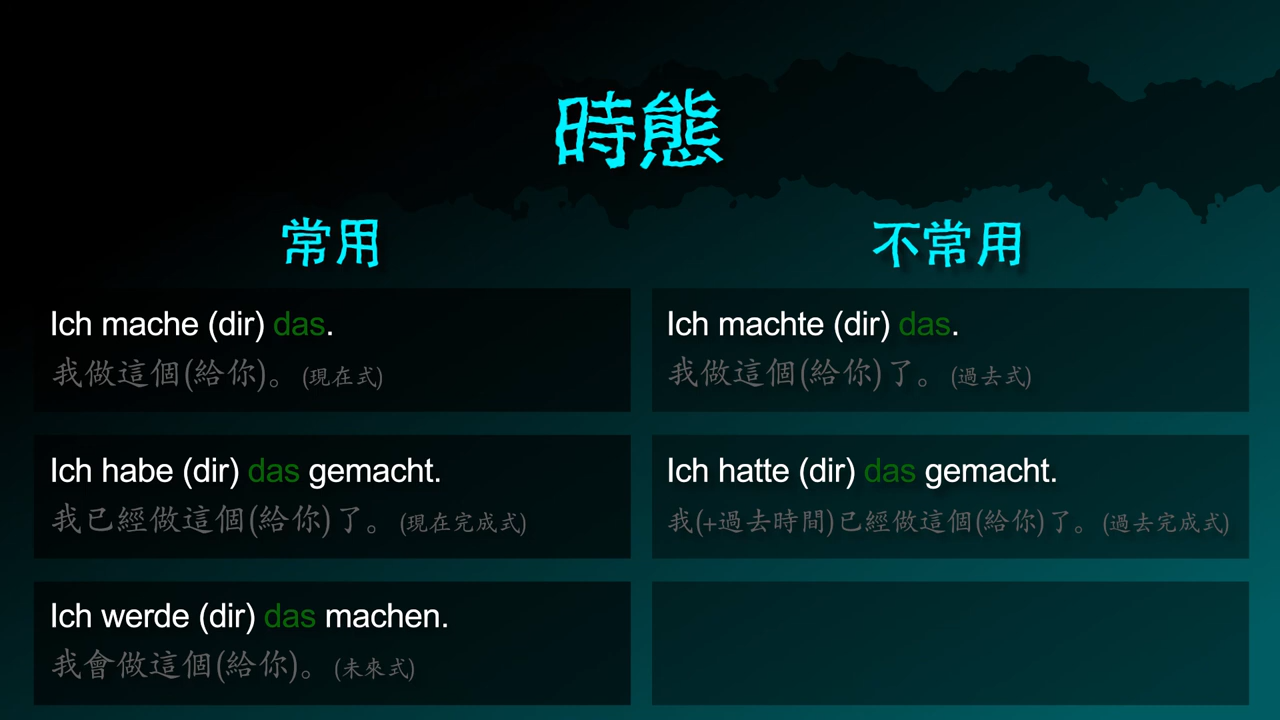 時態
常用
Ich mache (dir) das.
我做這個(給你)。(現在式)
Ich habe (dir) das gemacht.
我已經做這個(給你)了。(現在完成式)
Ich werde (dir) das machen.
我會做這個(給你)。(未來式)
不常用
Ich machte (dir) das.
我做這個(給你)了。(過去式)
Ich hatte (dir) das gemacht.
我(+過去時間)已經做這個(給你)了。(過去完成式)